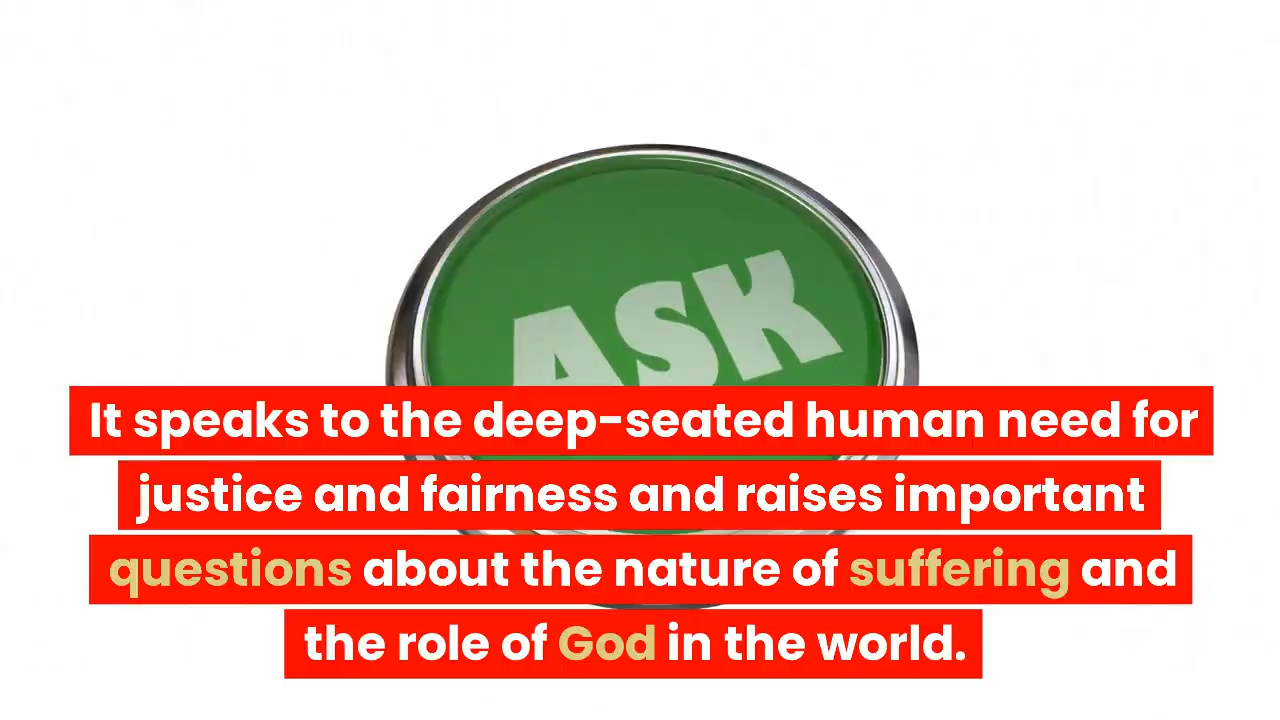 ASK
It speaks to the deep-seated human need for
justice and fairness and raises important
questions about the nature of suffering and
the role of God in the world.